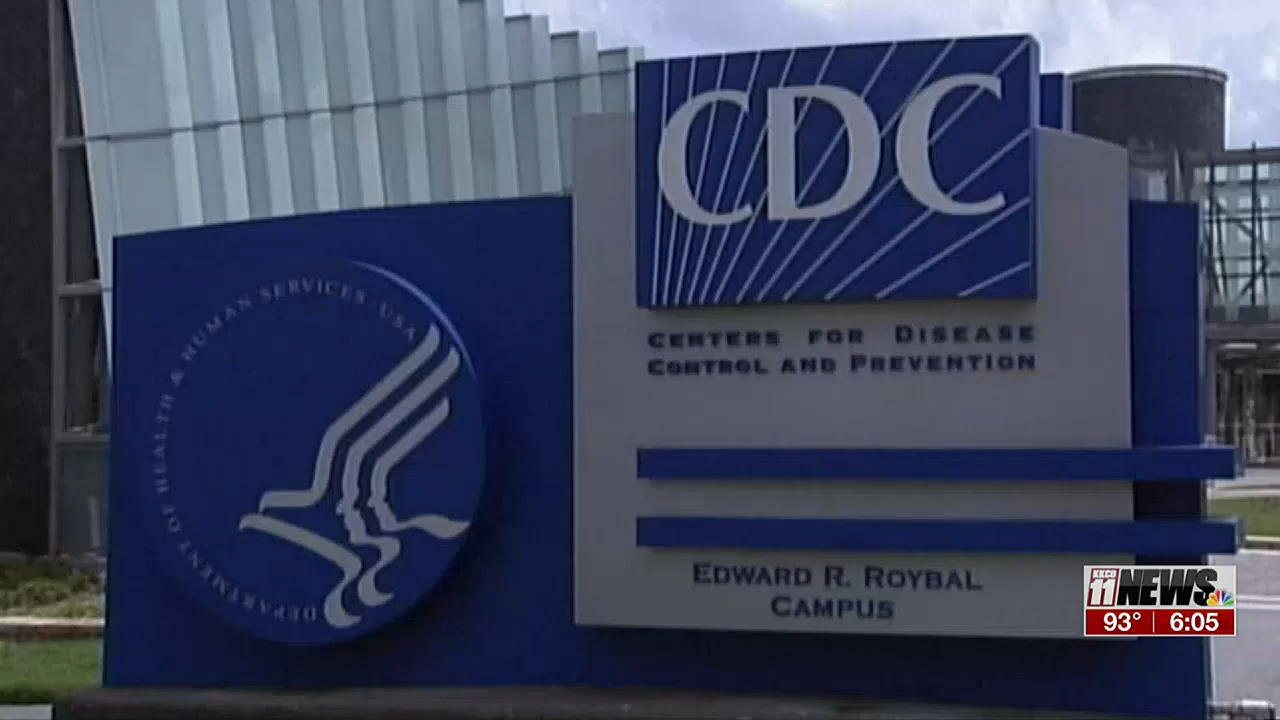 DEPARTMENT OF HEALTH & HUMAN SERVICES · USA
CDC
CENTERS FOR DISEASE
CONTROL AND PREVENTION
EDWARD R. ROYBAL
CAMPUS
KKCO
11 NEWS
93° | 6:05